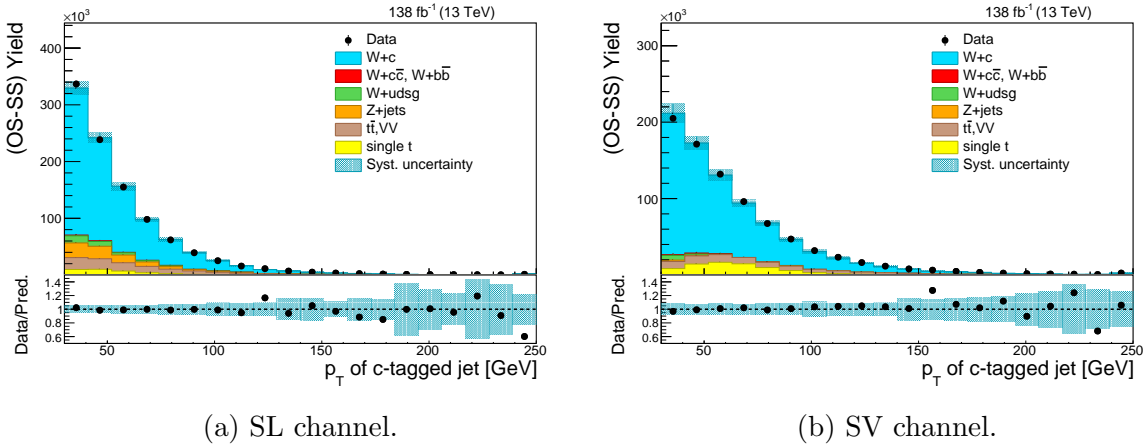 ×10³
138 fb⁻¹ (13 TeV)
(OS-SS) Yield
400
300
200
100
Data
W+c
W+cc̅, W+bb̅
W+udsg
Z+jets
tt̅,VV
single t
Syst. uncertainty
Data/Pred.
1.4
1.2
1
0.8
0.6
50
100
150
200
250
p_T of c-tagged jet [GeV]
(a) SL channel.
×10³
138 fb⁻¹ (13 TeV)
(OS-SS) Yield
300
200
100
Data
W+c
W+cc̅, W+bb̅
W+udsg
Z+jets
tt̅,VV
single t
Syst. uncertainty
Data/Pred.
1.4
1.2
1
0.8
0.6
50
100
150
200
250
p_T of c-tagged jet [GeV]
(b) SV channel.